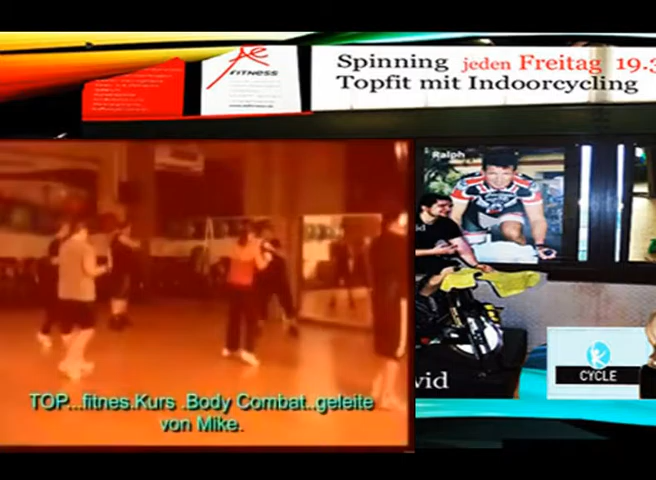 FITNESS
Spinning jeden Freitag 19.3
Topfit mit Indoorcycling
Ralph
CYCLE
vid
TOP...fitnes.Kurs .Body Combat..geleite
von Mike.